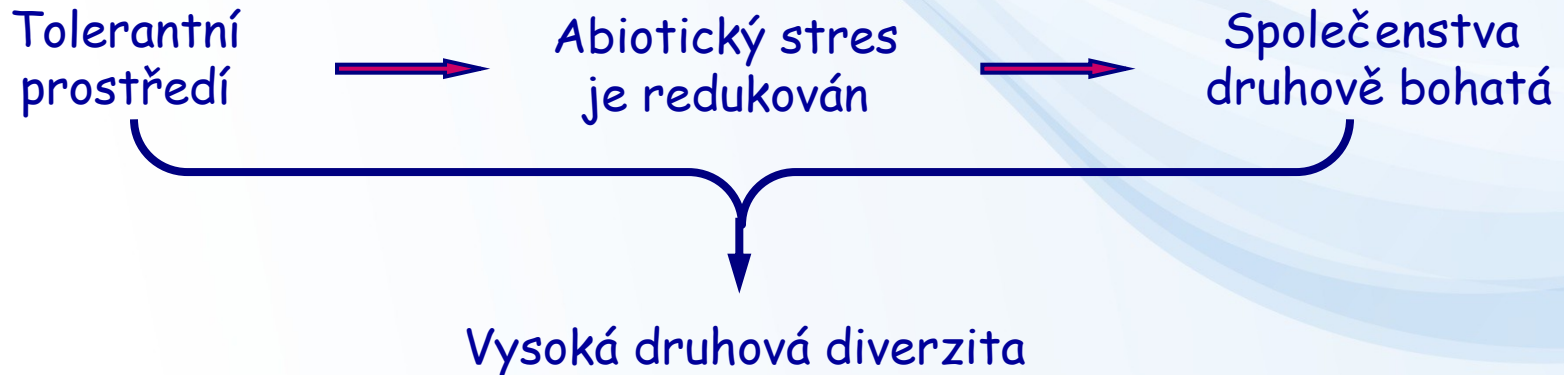 Tolerantní
prostředí
Abiotický stres
je redukován
Společenstva
druhově bohatá
Vysoká druhová diverzita